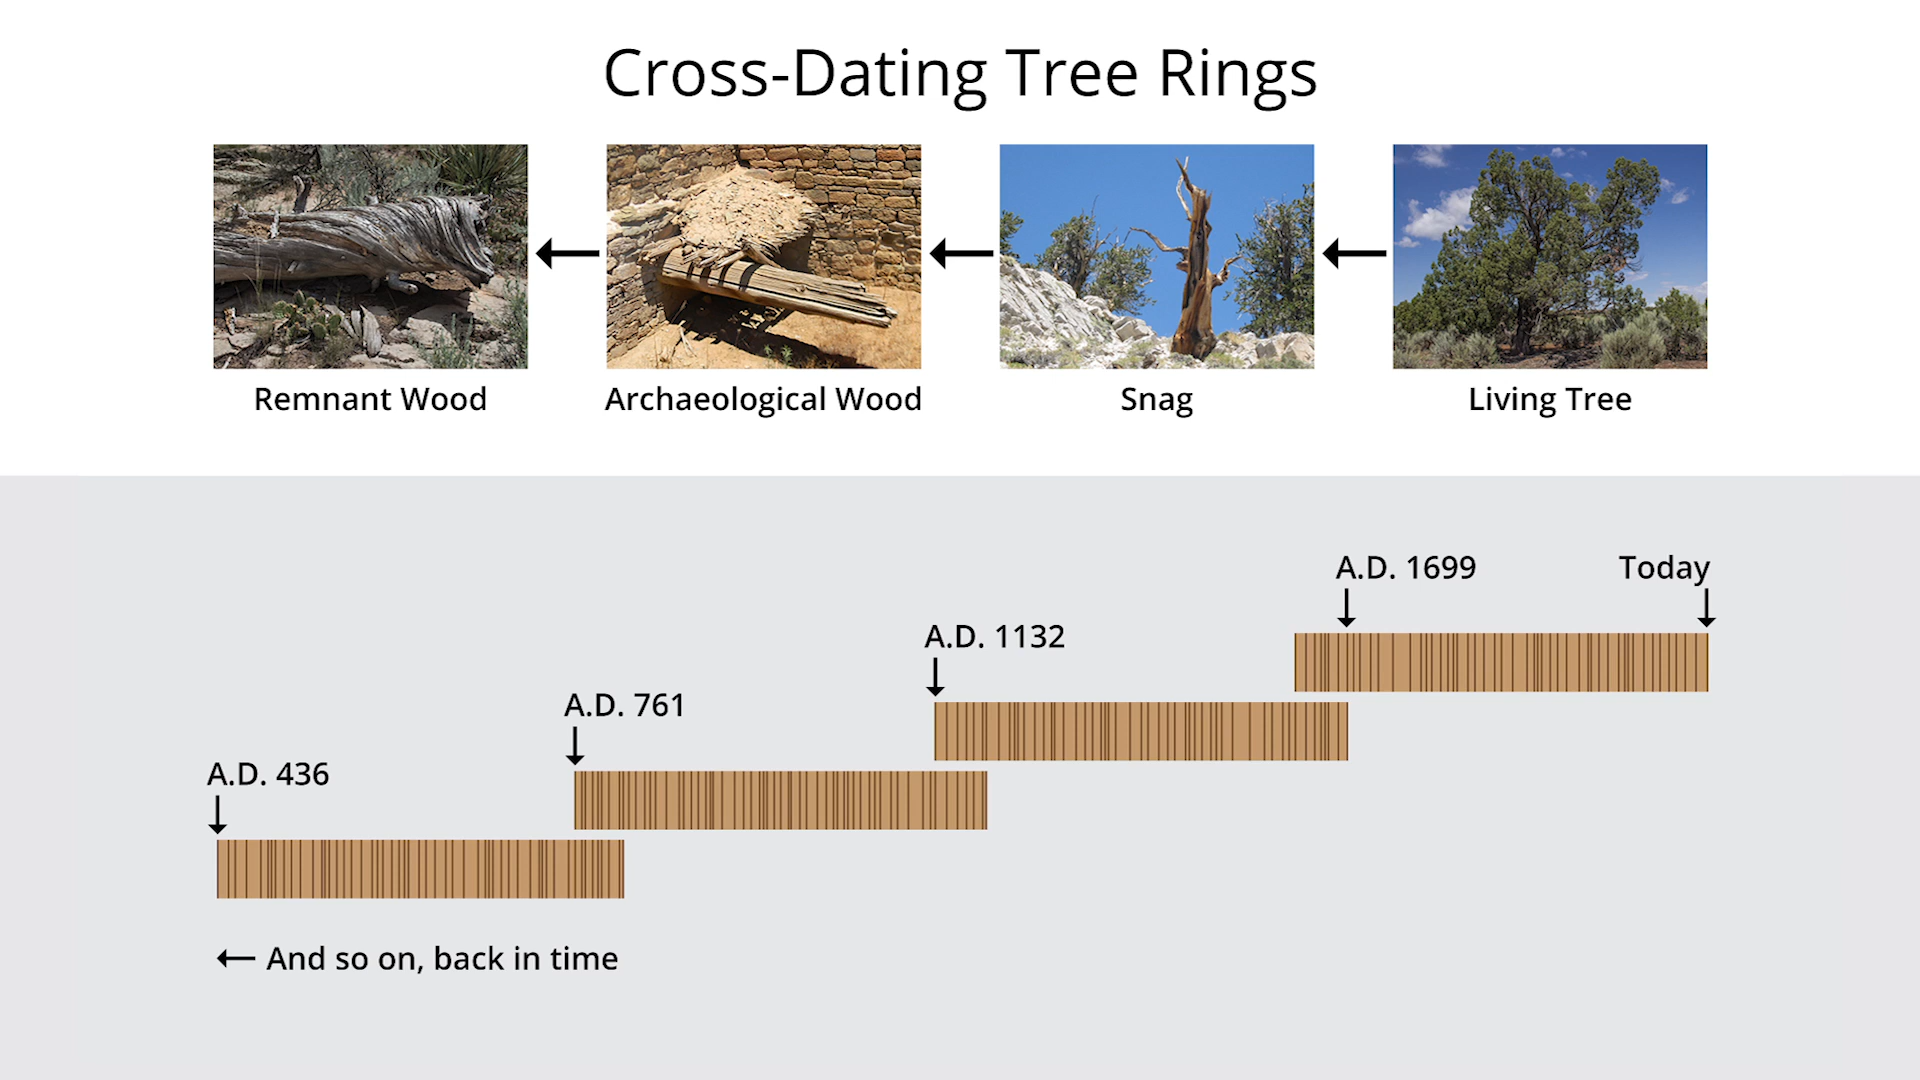 Cross-Dating Tree Rings
Remnant Wood
Archaeological Wood
Snag
Living Tree
A.D. 1699
Today
A.D. 1132
A.D. 761
A.D. 436
And so on, back in time